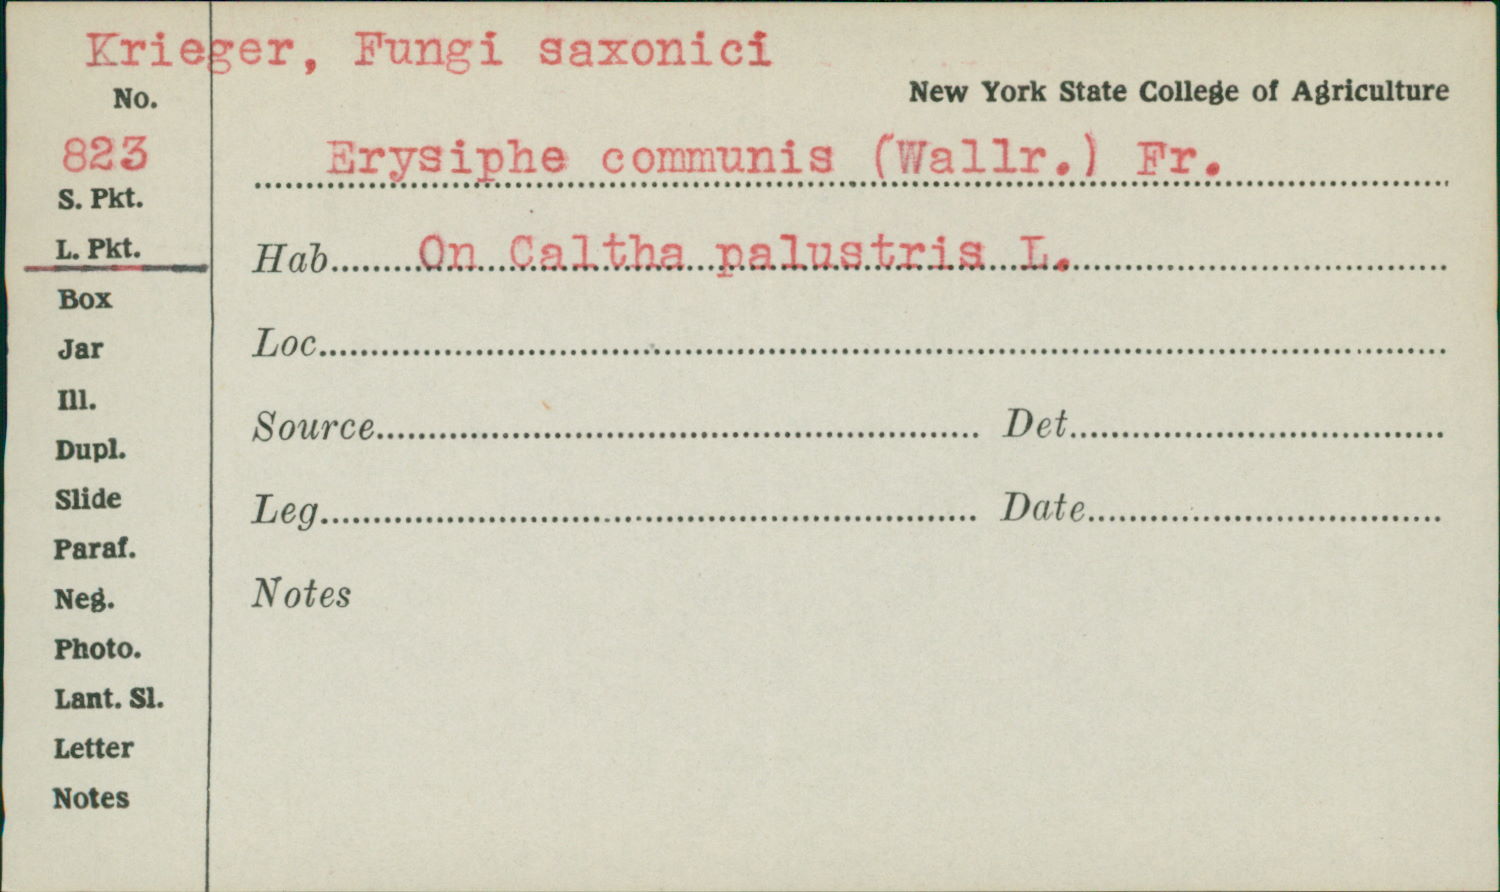 Krieger, Fungi saxonici
No.
New York State College of Agriculture
823
Erysiphe communis (Wallr.) Fr.
S. Pkt.
L. Pkt.
Hab. On Caltha palustris L.
Box
Jar
Loc.
Ill.
Source
Det.
Dupl.
Slide
Leg.
Date
Paraf.
Neg.
Notes
Photo.
Lant. Sl.
Letter
Notes